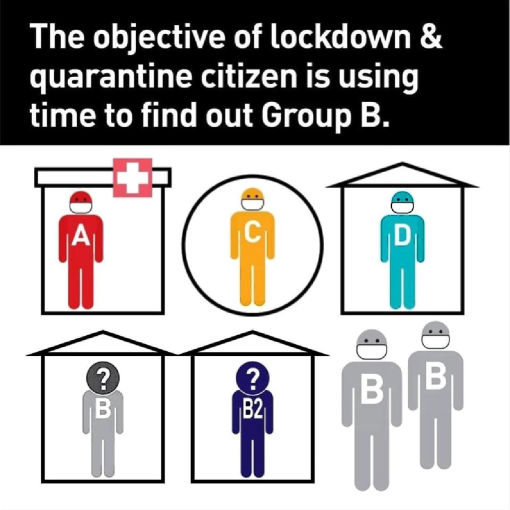 The objective of lockdown &
quarantine citizen is using
time to find out Group B.
A
C
D
?
B
?
B2
B
B